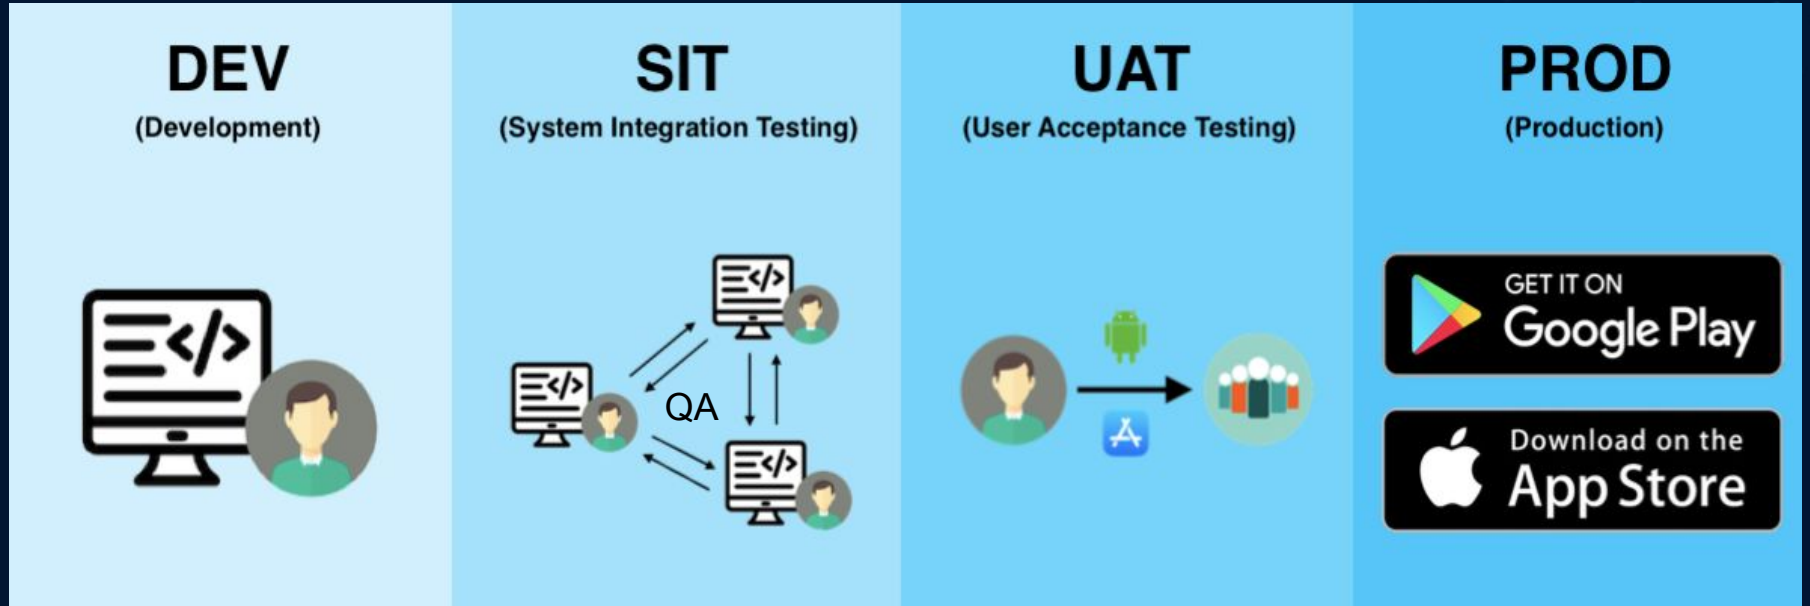 DEV
(Development)
SIT
(System Integration Testing)
QA
UAT
(User Acceptance Testing)
PROD
(Production)
GET IT ON
Google Play
Download on the
App Store